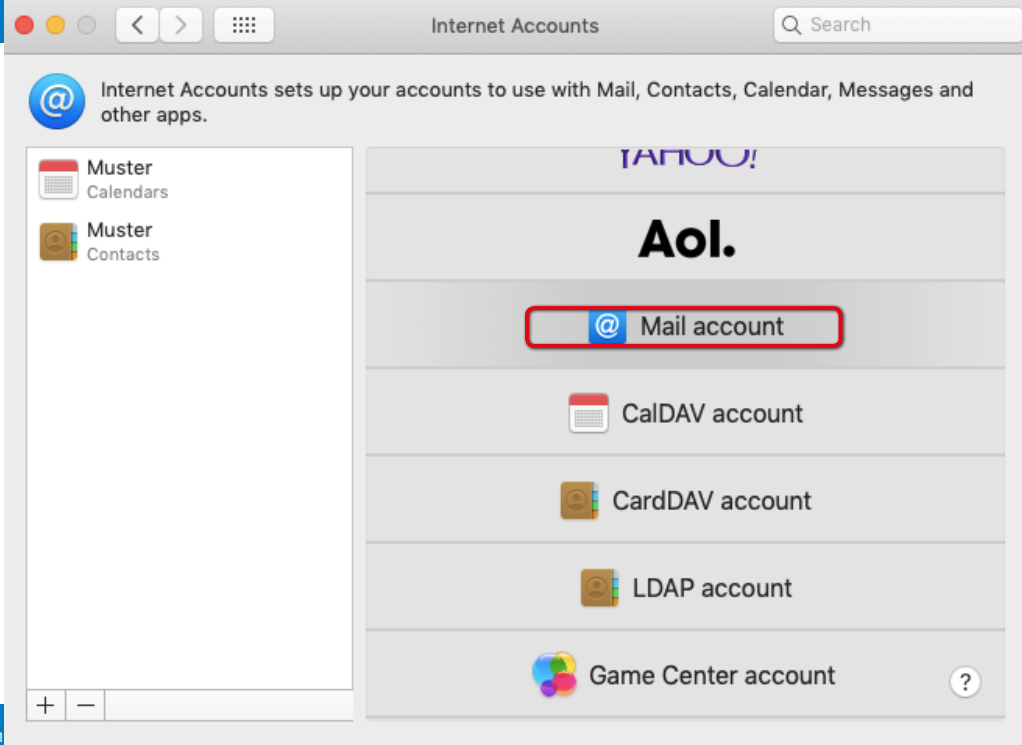 Internet Accounts
Search
Internet Accounts sets up your accounts to use with Mail, Contacts, Calendar, Messages and
other apps.
Muster
Calendars
Muster
Contacts
YAHOO!
Aol.
@ Mail account
CalDAV account
CardDAV account
LDAP account
Game Center account
?